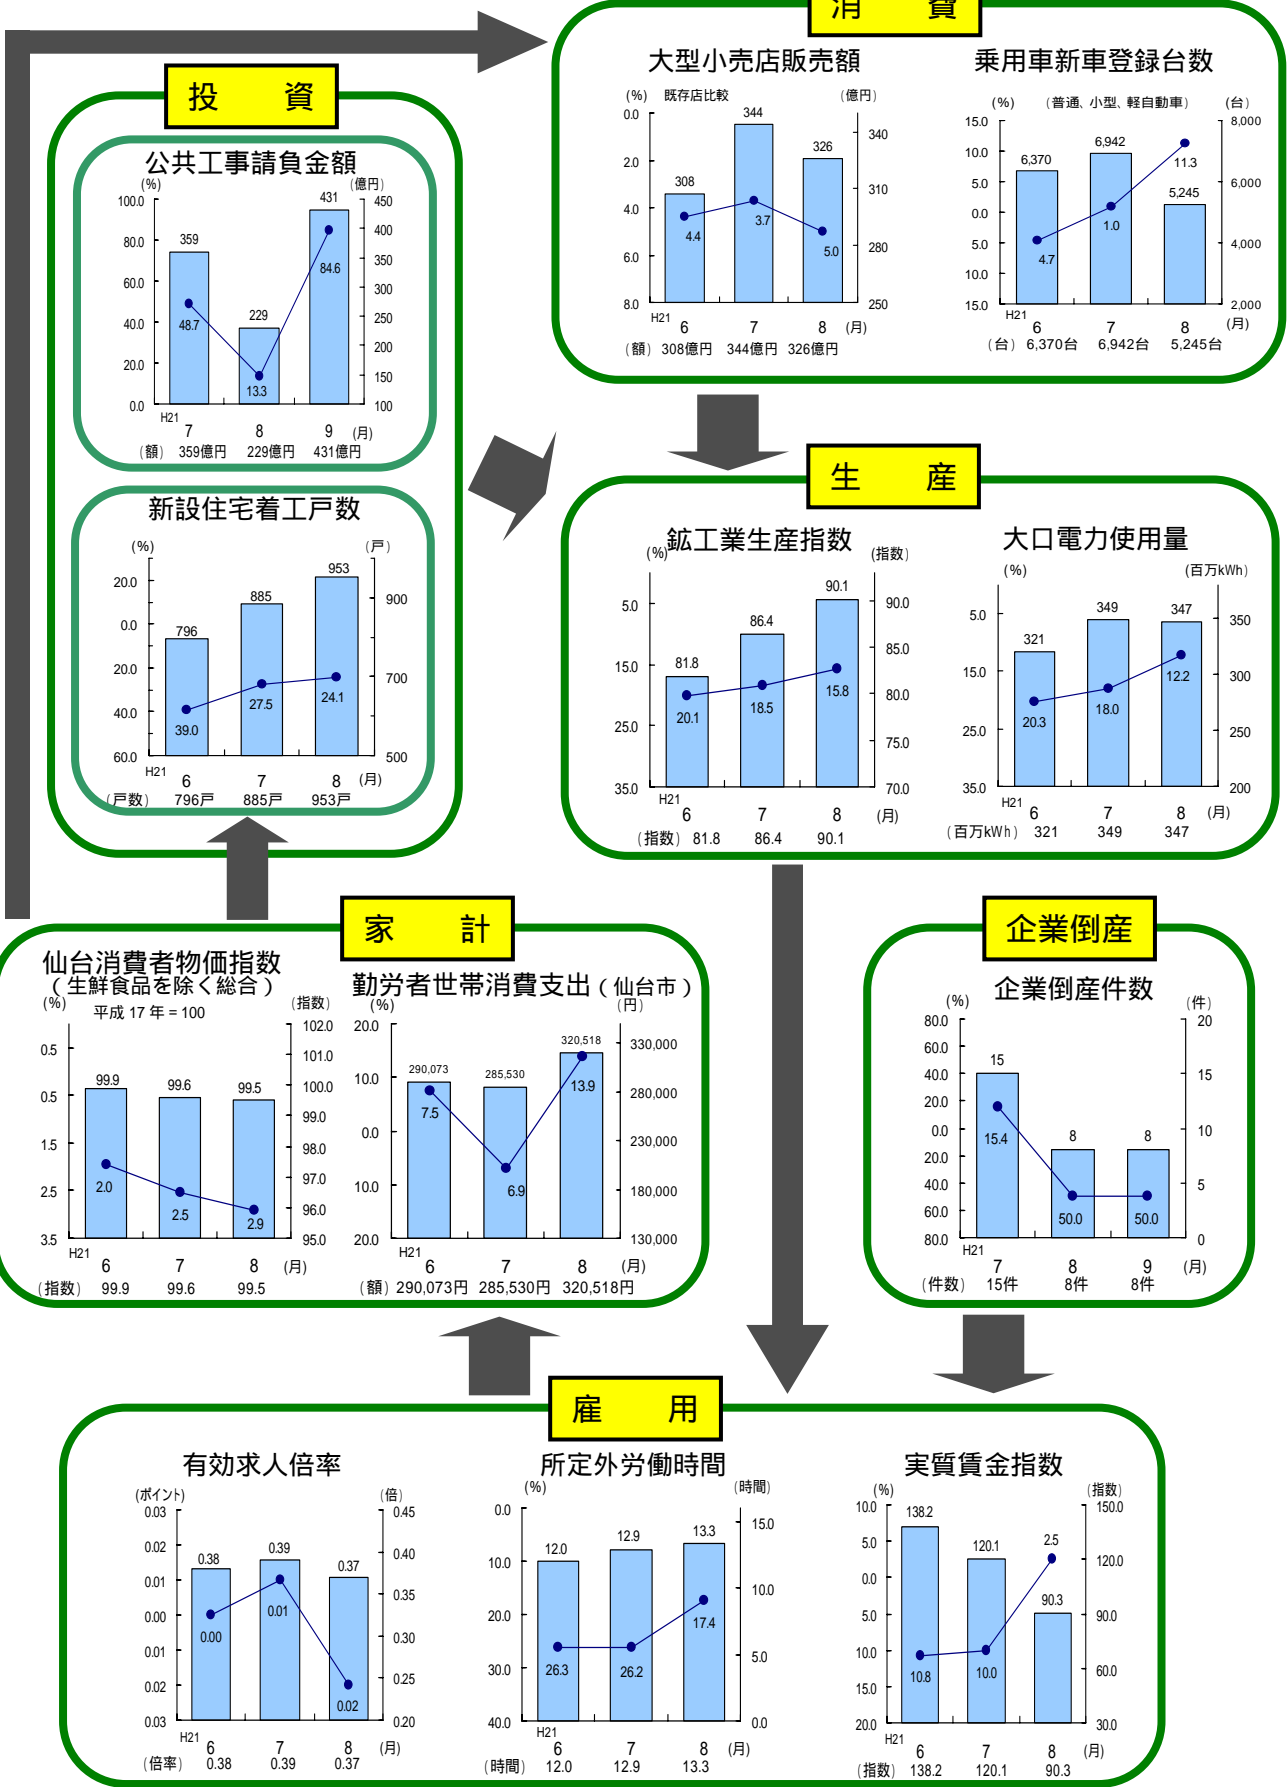 消　費
大型小売店販売額
(%) 既存店比較 (億円)
0.0
2.0
4.0
6.0
8.0
340
310
280
250
308 344 326
4.4 3.7 5.0
H21
6 7 8 (月)
(額) 308億円 344億円 326億円
乗用車新車登録台数
(%) (普通、小型、軽自動車) (台)
15.0
10.0
5.0
0.0
5.0
10.0
15.0
8,000
6,000
4,000
2,000
6,370 6,942 5,245
4.7 1.0 11.3
H21
6 7 8 (月)
(台) 6,370台 6,942台 5,245台
投　資
公共工事請負金額
(%) (億円)
100.0
80.0
60.0
40.0
20.0
0.0
450
400
350
300
250
200
150
100
359 229 431
48.7 13.3 84.6
H21
7 8 9 (月)
(額) 359億円 229億円 431億円
新設住宅着工戸数
(%) (戸)
20.0
0.0
20.0
40.0
60.0
900
700
500
796 885 953
39.0 27.5 24.1
H21
6 7 8 (月)
(戸数) 796戸 885戸 953戸
生　産
鉱工業生産指数
(%) (指数)
5.0
15.0
25.0
35.0
90.0
85.0
80.0
75.0
70.0
81.8 86.4 90.1
20.1 18.5 15.8
H21
6 7 8 (月)
(指数) 81.8 86.4 90.1
大口電力使用量
(%) (百万kWh)
5.0
15.0
25.0
35.0
350
300
250
200
321 349 347
20.3 18.0 12.2
H21
6 7 8 (月)
(百万kWh) 321 349 347
家　計
仙台消費者物価指数
(生鮮食品を除く総合)
(%) 平成 17 年 = 100 (指数)
0.5
0.5
1.5
2.5
3.5
102.0
101.0
100.0
99.0
98.0
97.0
96.0
95.0
99.9 99.6 99.5
2.0 2.5 2.9
H21
6 7 8 (月)
(指数) 99.9 99.6 99.5
勤労者世帯消費支出(仙台市)
(%) (円)
20.0
10.0
0.0
10.0
20.0
330,000
280,000
230,000
180,000
130,000
290,073 285,530 320,518
7.5 6.9 13.9
H21
6 7 8 (月)
(額) 290,073円 285,530円 320,518円
企業倒産
企業倒産件数
(%) (件)
80.0
60.0
40.0
20.0
0.0
20.0
40.0
60.0
80.0
20
15
10
5
0
15 8 8
15.4 50.0 50.0
H21
7 8 9 (月)
(件数) 15件 8件 8件
雇　用
有効求人倍率
(ポイント) (倍)
0.03
0.02
0.01
0.00
0.01
0.02
0.03
0.45
0.40
0.35
0.30
0.25
0.20
0.38 0.39 0.37
0.00 0.01 0.02
H21
6 7 8 (月)
(倍率) 0.38 0.39 0.37
所定外労働時間
(%) (時間)
0.0
10.0
20.0
30.0
40.0
15.0
10.0
5.0
0.0
12.0 12.9 13.3
26.3 26.2 17.4
H21
6 7 8 (月)
(時間) 12.0 12.9 13.3
実質賃金指数
(%) (指数)
10.0
5.0
0.0
5.0
10.0
15.0
20.0
150.0
120.0
90.0
60.0
30.0
138.2 120.1 90.3
10.8 10.0 2.5
H21
6 7 8 (月)
(指数) 138.2 120.1 90.3